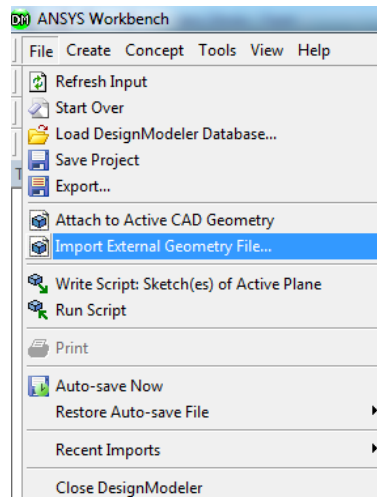 DM ANSYS Workbench
File Create Concept Tools View Help
Refresh Input
Start Over
Load DesignModeler Database...
Save Project
Export...
Attach to Active CAD Geometry
Import External Geometry File...
Write Script: Sketch(es) of Active Plane
Run Script
Print
Auto-save Now
Restore Auto-save File
Recent Imports
Close DesignModeler